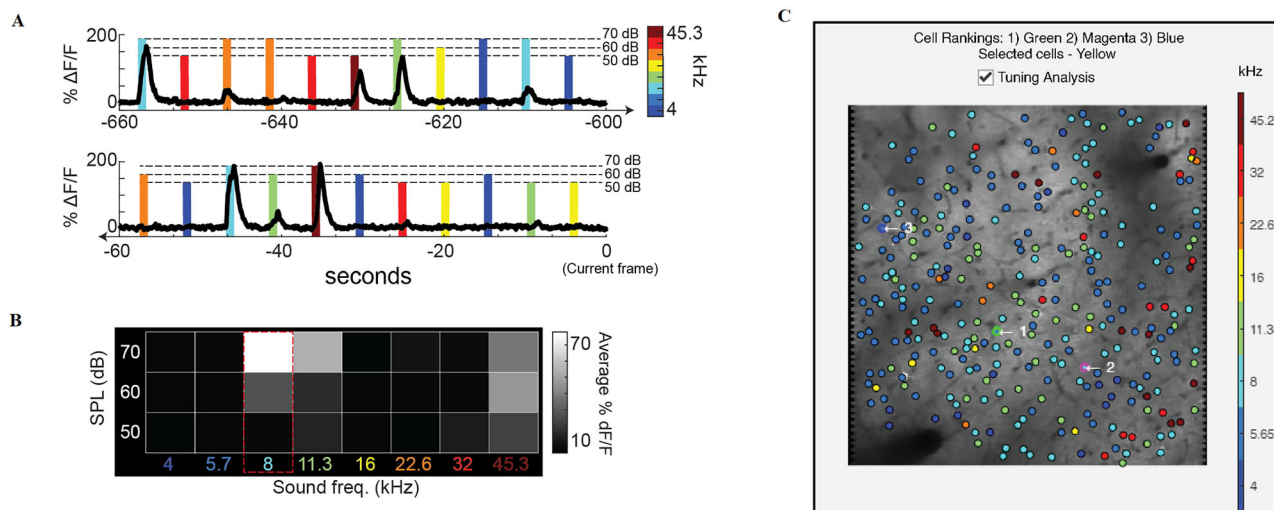 A
% ΔF/F
200
0
70 dB
60 dB
50 dB
45.3
kHz
4
-660 -640 -620 -600
% ΔF/F
200
0
70 dB
60 dB
50 dB
-60 -40 -20 0
seconds
(Current frame)
B
SPL (dB)
70
60
50
4 5.7 8 11.3 16 22.6 32 45.3
Sound freq. (kHz)
70
10
Average % dF/F
C
Cell Rankings: 1) Green 2) Magenta 3) Blue
Selected cells - Yellow
Tuning Analysis
kHz
45.2
32
22.6
16
11.3
8
5.65
4
← 3
← 1
← 2